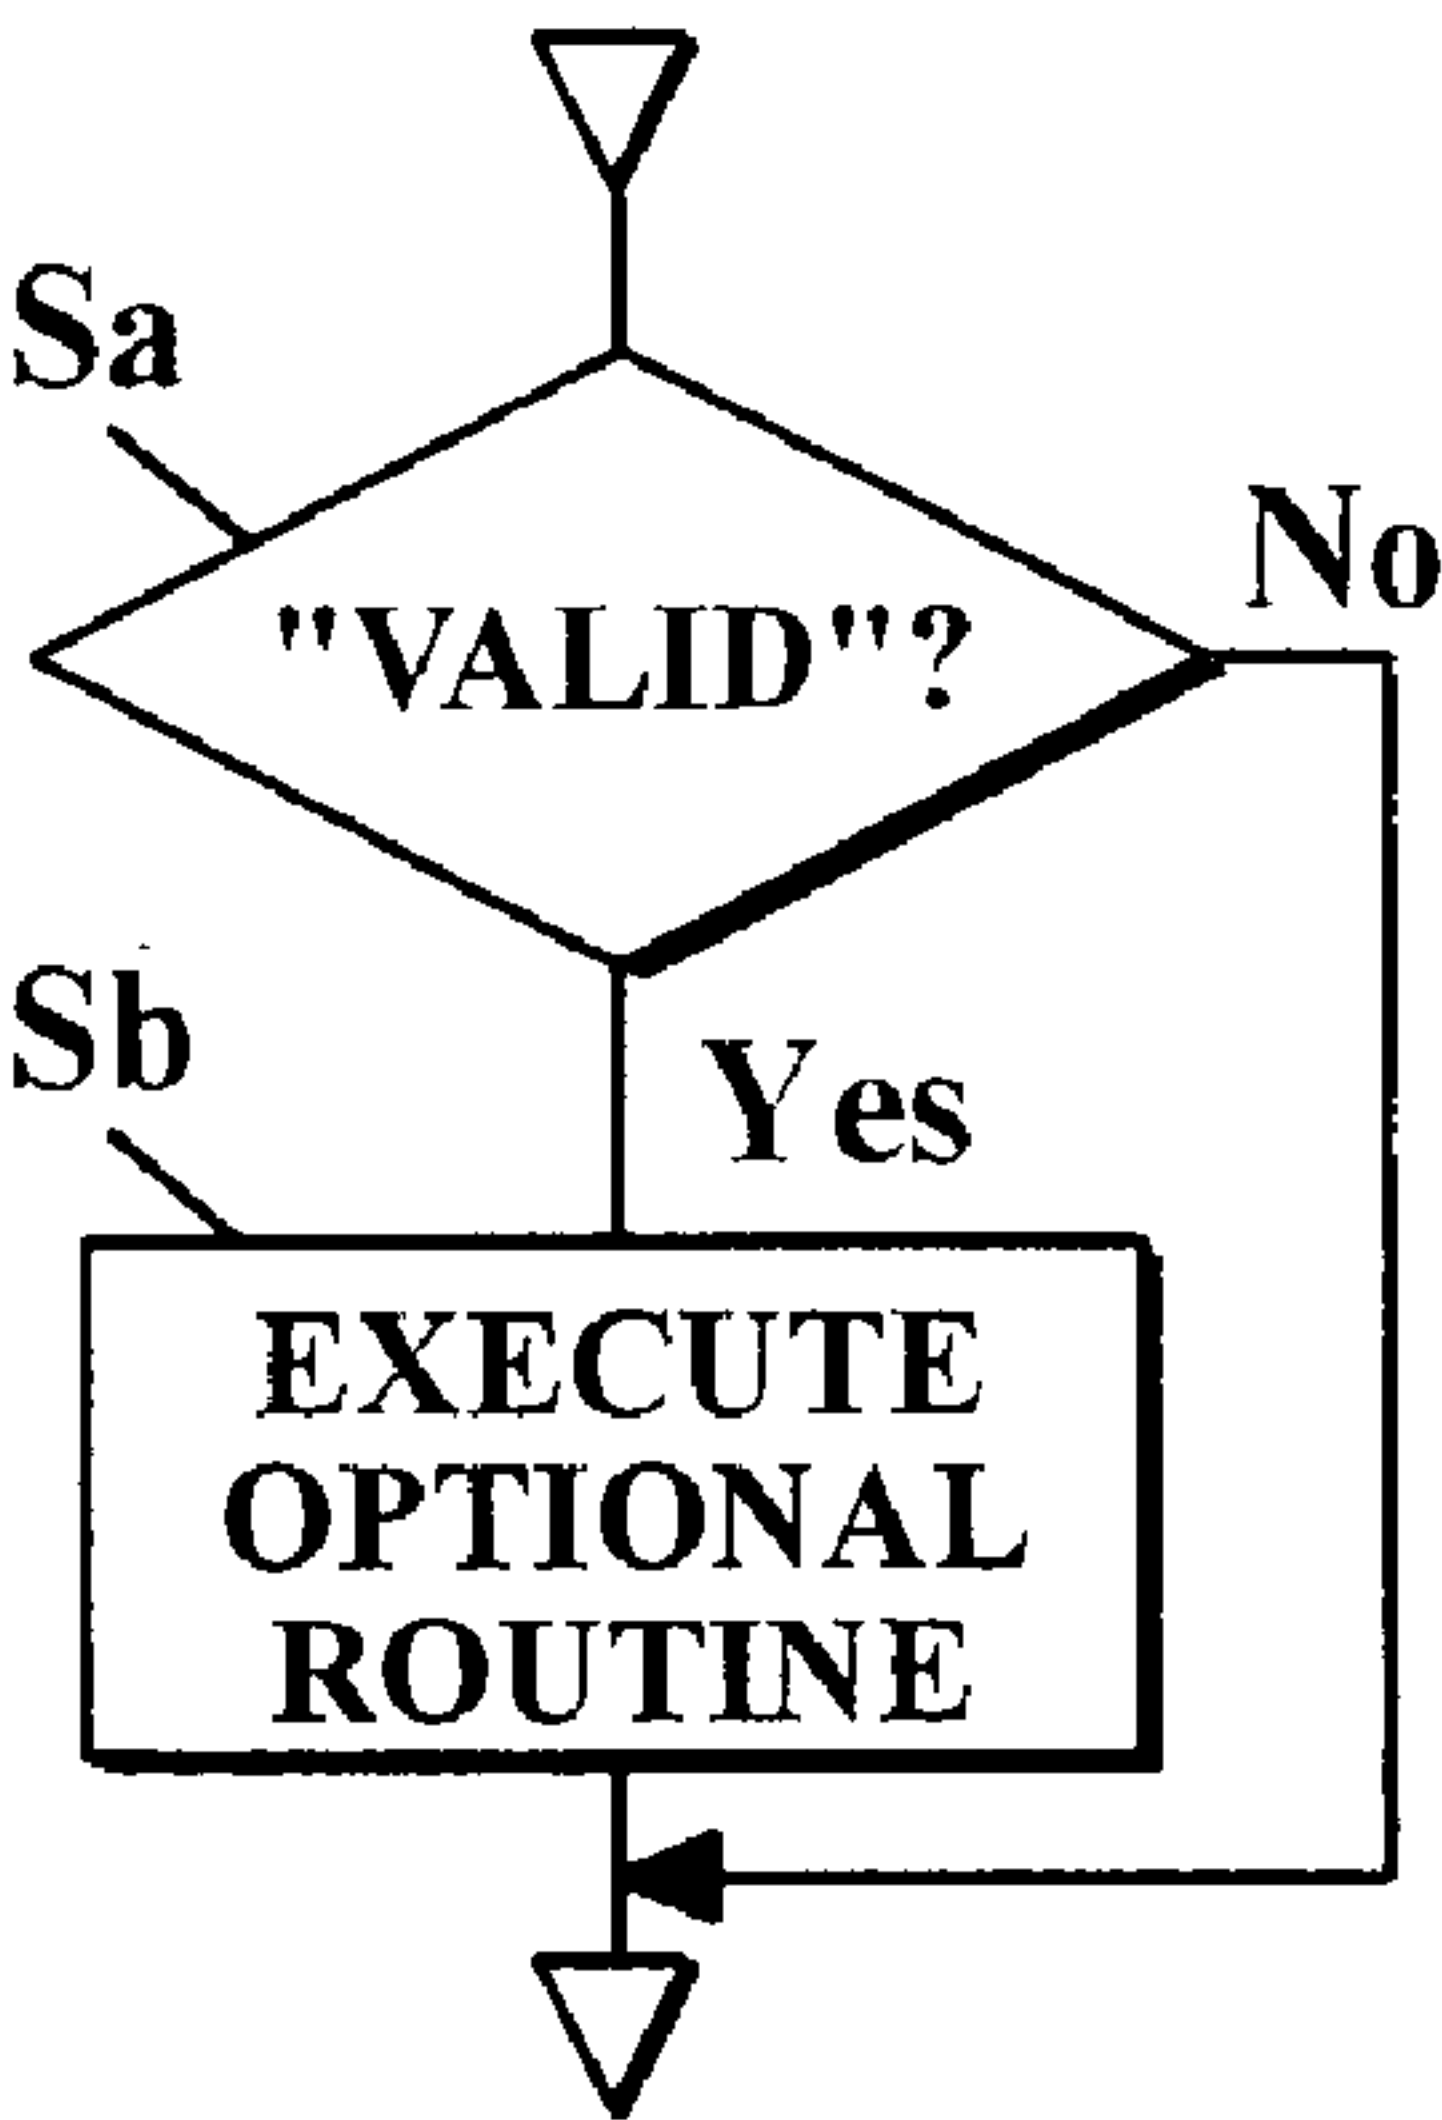 Sa
"VALID"?
No
Sb
Yes
EXECUTE
OPTIONAL
ROUTINE